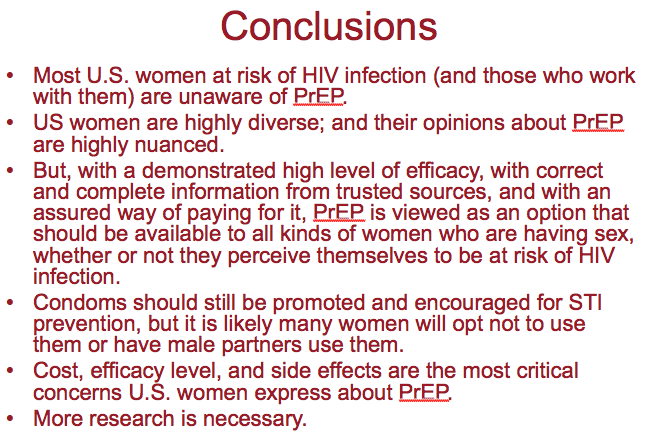 Conclusions
• Most U.S. women at risk of HIV infection (and those who work
with them) are unaware of PrEP.
• US women are highly diverse; and their opinions about PrEP
are highly nuanced.
• But, with a demonstrated high level of efficacy, with correct
and complete information from trusted sources, and with an
assured way of paying for it, PrEP is viewed as an option that
should be available to all kinds of women who are having sex,
whether or not they perceive themselves to be at risk of HIV
infection.
• Condoms should still be promoted and encouraged for STI
prevention, but it is likely many women will opt not to use
them or have male partners use them.
• Cost, efficacy level, and side effects are the most critical
concerns U.S. women express about PrEP.
• More research is necessary.